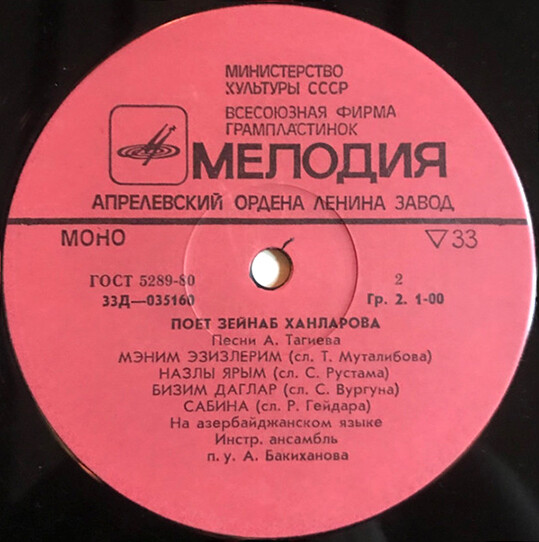 МИНИСТЕРСТВО
КУЛЬТУРЫ СССР
ВСЕСОЮЗНАЯ ФИРМА
ГРАМПЛАСТИНОК
МЕЛОДИЯ
АПРЕЛЕВСКИЙ ОРДЕНА ЛЕНИНА ЗАВОД
МОНО ▽33
ГОСТ 5289-80 2
33Д—035160 Гр. 2. 1-00
ПОЕТ ЗЕЙНАБ ХАНЛАРОВА
Песни А. Тагиева
МЭНИМ ЭЗИЗЛЕРИМ (сл. Т. Муталибова)
НАЗЛЫ ЯРЫМ (сл. С. Рустама)
БИЗИМ ДАГЛАР (сл. С. Вургуна)
САБИНА (сл. Р. Гейдара)
На азербайджанском языке
Инстр. ансамбль
п. у. А. Бакиханова